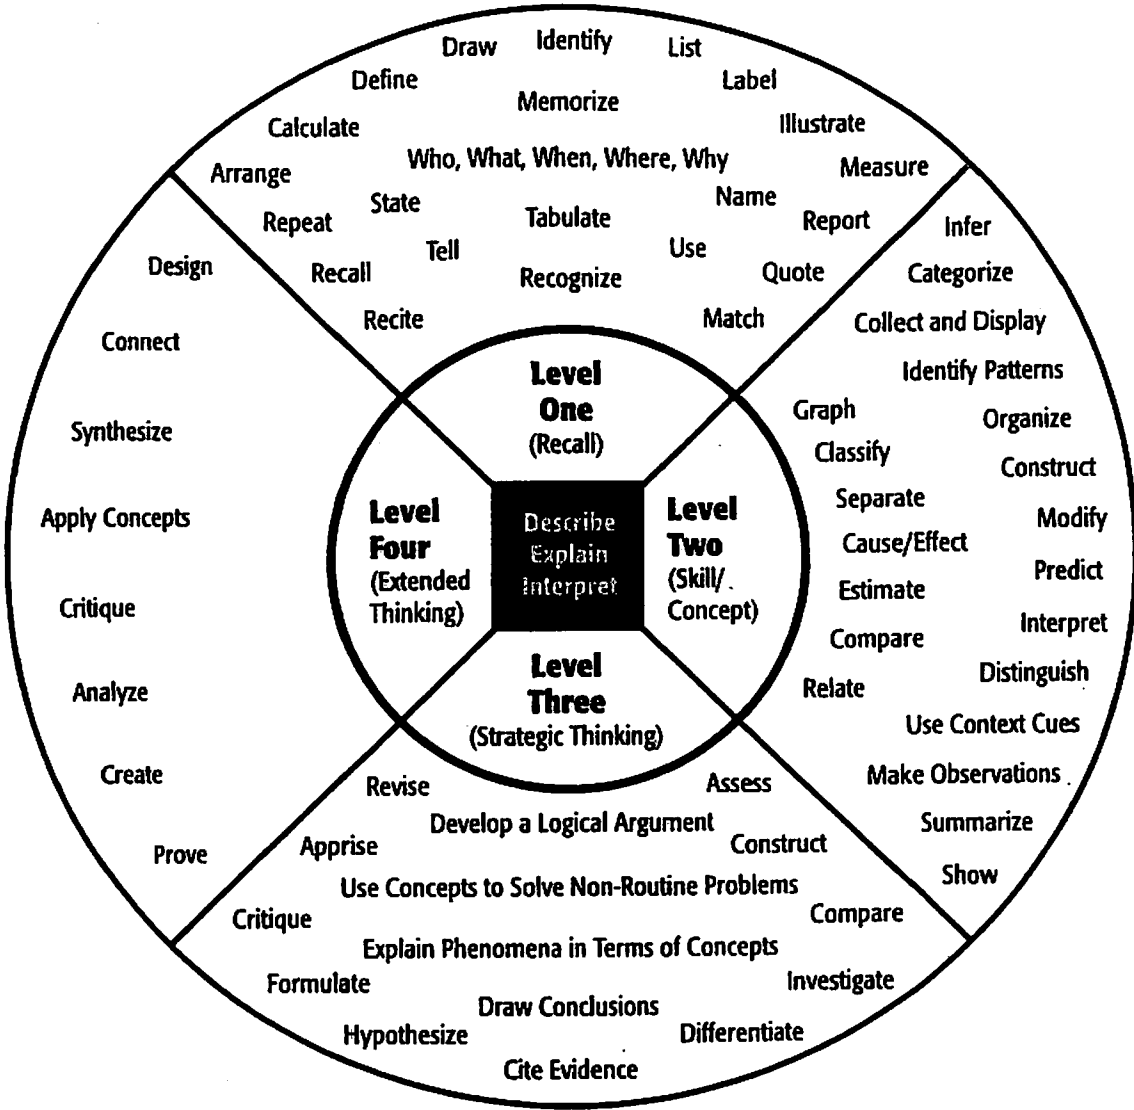 Draw
Identify
List
Define
Label
Memorize
Calculate
Illustrate
Who, What, When, Where, Why
Arrange
Measure
State
Name
Repeat
Tabulate
Report
Tell
Use
Recall
Recognize
Quote
Recite
Match
Infer
Categorize
Collect and Display
Identify Patterns
Graph
Organize
Classify
Construct
Separate
Modify
Cause/Effect
Predict
Estimate
Interpret
Compare
Distinguish
Relate
Use Context Cues
Make Observations
Summarize
Show
Level
One
(Recall)
Level
Two
(Skill/
Concept)
Level
Three
(Strategic Thinking)
Level
Four
(Extended
Thinking)
Describe
Explain
Interpret
Revise
Assess
Develop a Logical Argument
Apprise
Construct
Use Concepts to Solve Non-Routine Problems
Critique
Compare
Explain Phenomena in Terms of Concepts
Formulate
Investigate
Draw Conclusions
Hypothesize
Differentiate
Cite Evidence
Design
Connect
Synthesize
Apply Concepts
Critique
Analyze
Create
Prove